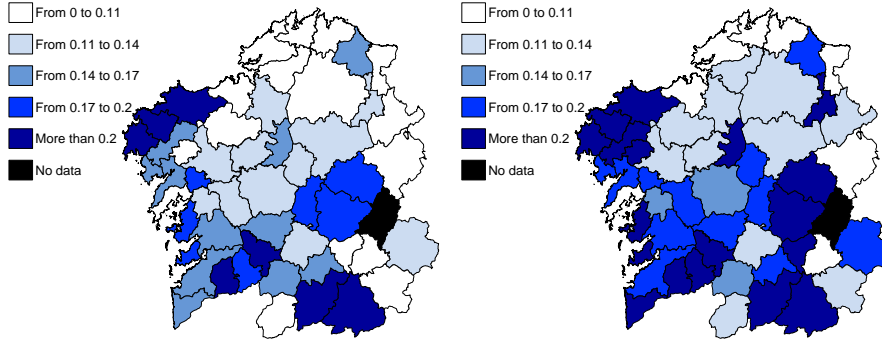 From 0 to 0.11
From 0.11 to 0.14
From 0.14 to 0.17
From 0.17 to 0.2
More than 0.2
No data
From 0 to 0.11
From 0.11 to 0.14
From 0.14 to 0.17
From 0.17 to 0.2
More than 0.2
No data